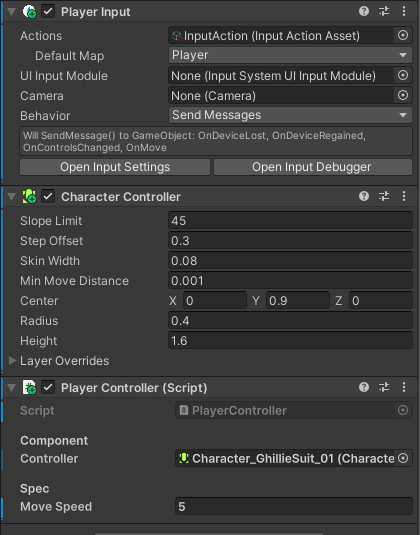 Player Input
Actions InputAction (Input Action Asset)
Default Map Player
UI Input Module None (Input System UI Input Module)
Camera None (Camera)
Behavior Send Messages
Will SendMessage() to GameObject: OnDeviceLost, OnDeviceRegained,
OnControlsChanged, OnMove
Open Input Settings Open Input Debugger
Character Controller
Slope Limit 45
Step Offset 0.3
Skin Width 0.08
Min Move Distance 0.001
Center X 0 Y 0.9 Z 0
Radius 0.4
Height 1.6
Layer Overrides
Player Controller (Script)
Script PlayerController
Component
Controller Character_GhillieSuit_01 (Characte
Spec
Move Speed 5